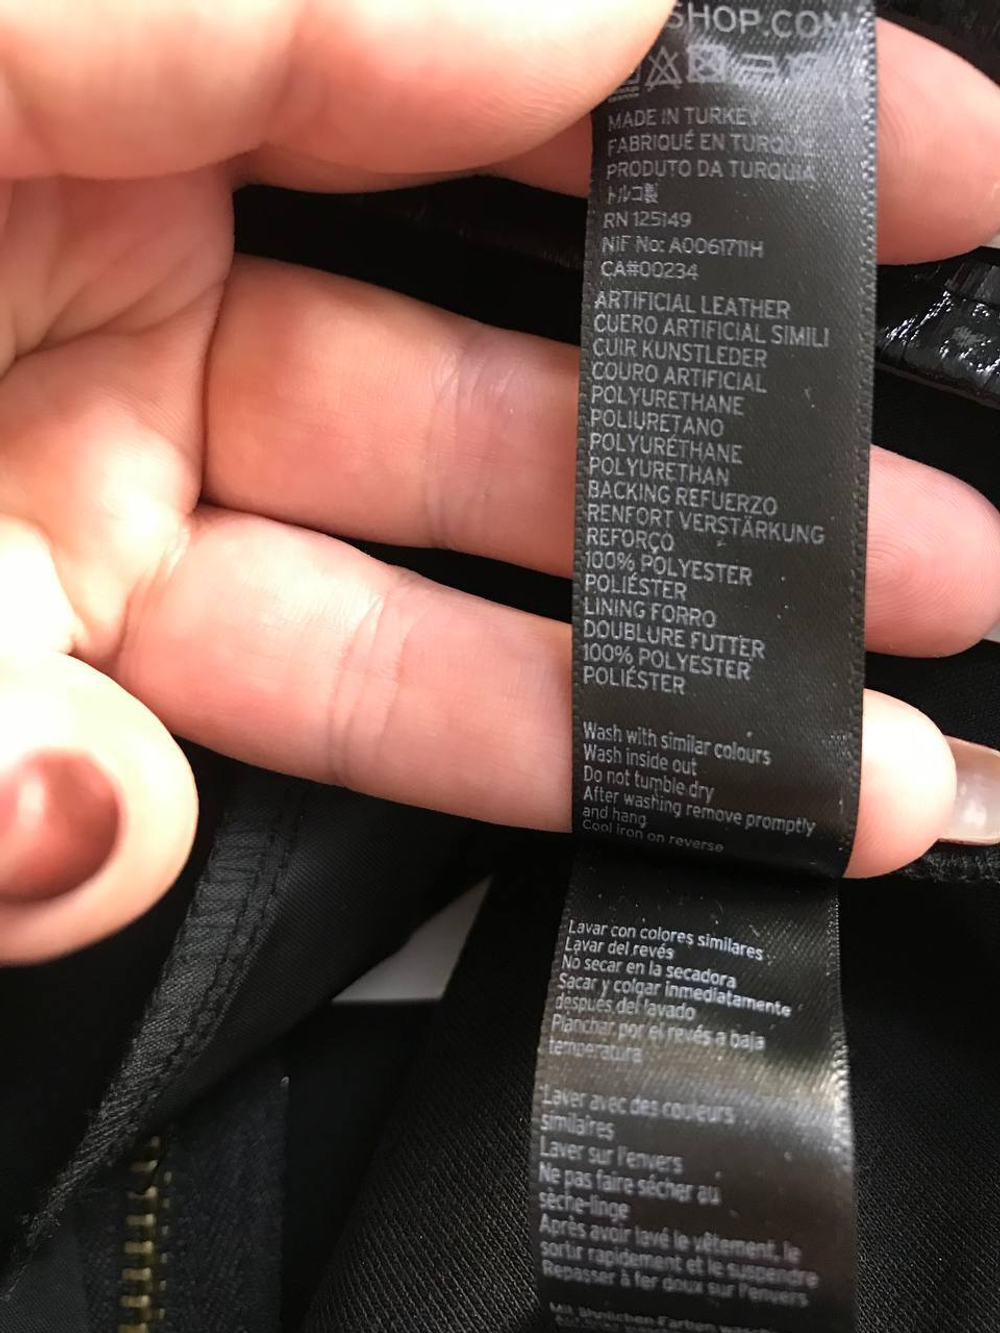 SHOP.COM
MADE IN TURKEY
FABRIQUÉ EN TURQUIE
PRODUTO DA TURQUIA
トルコ製
RN 125149
NIF No: A0061711H
CA#00234
ARTIFICIAL LEATHER
CUERO ARTIFICIAL SIMILI
CUIR KUNSTLEDER
COURO ARTIFICIAL
POLYURETHANE
POLIURETANO
POLYURÉTHANE
POLYURETHAN
BACKING REFUERZO
RENFORT VERSTÄRKUNG
REFORÇO
100% POLYESTER
POLIÉSTER
LINING FORRO
DOUBLURE FUTTER
100% POLYESTER
POLIÉSTER
Wash with similar colours
Wash inside out
Do not tumble dry
After washing remove promptly
and hang
Cool iron on reverse
Lavar con colores similares
Lavar del revés
No secar en la secadora
Sacar y colgar inmediatamente
después del lavado
Planchar por el revés a baja
temperatura
Laver avec des couleurs
similaires
Laver sur l'envers
Ne pas faire sécher au
sèche-linge
Après avoir lavé le vêtement, le
sortir rapidement et le suspendre
Repasser à fer doux sur l'envers
Mit ähnlichen Farben